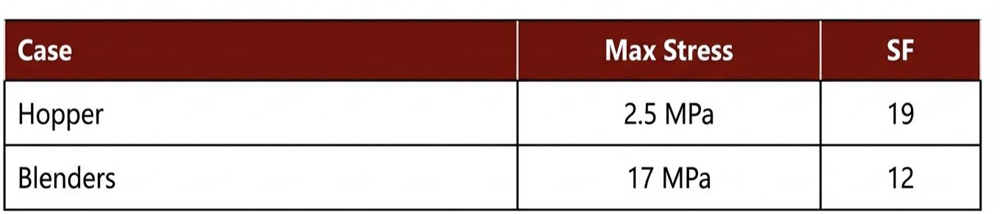 Case Max Stress SF
Hopper 2.5 MPa 19
Blenders 17 MPa 12